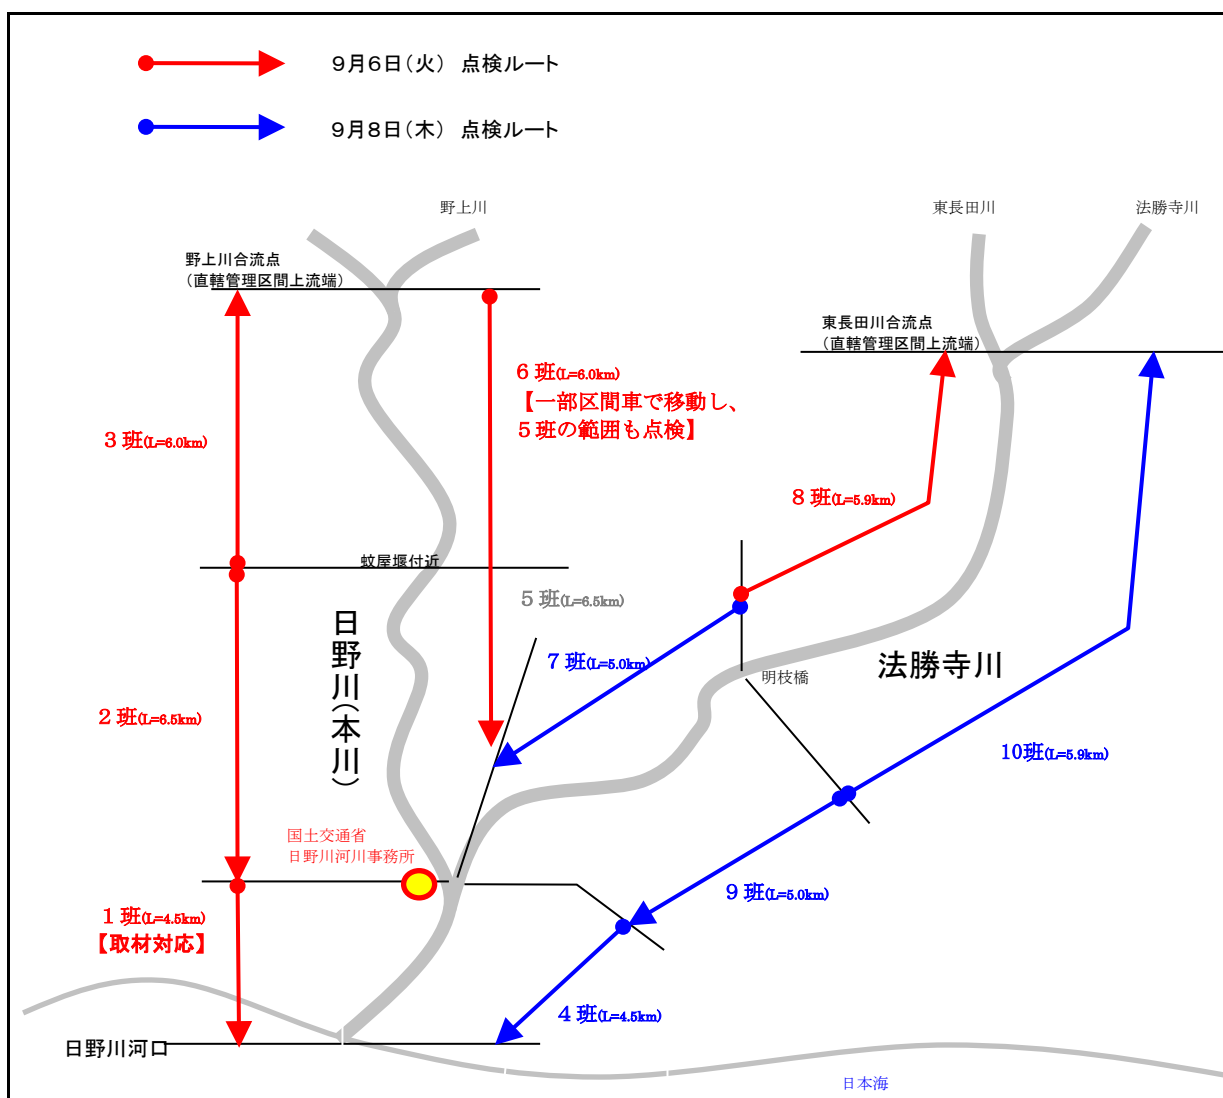 ９月６日（火） 点検ルート
９月８日（木） 点検ルート
野上川
東長田川
法勝寺川
野上川合流点
（直轄管理区間上流端）
東長田川合流点
（直轄管理区間上流端）
６班(L=6.0km)
【一部区間車で移動し、
５班の範囲も点検】
３班(L=6.0km)
８班(L=5.9km)
蚊屋堰付近
５班(L=6.5km)
日野川（本川）
７班(L=5.0km)
明枝橋
法勝寺川
２班(L=6.5km)
10班(L=5.9km)
国土交通省
日野川河川事務所
９班(L=5.0km)
１班(L=4.5km)
【取材対応】
４班(L=4.5km)
日野川河口
日本海